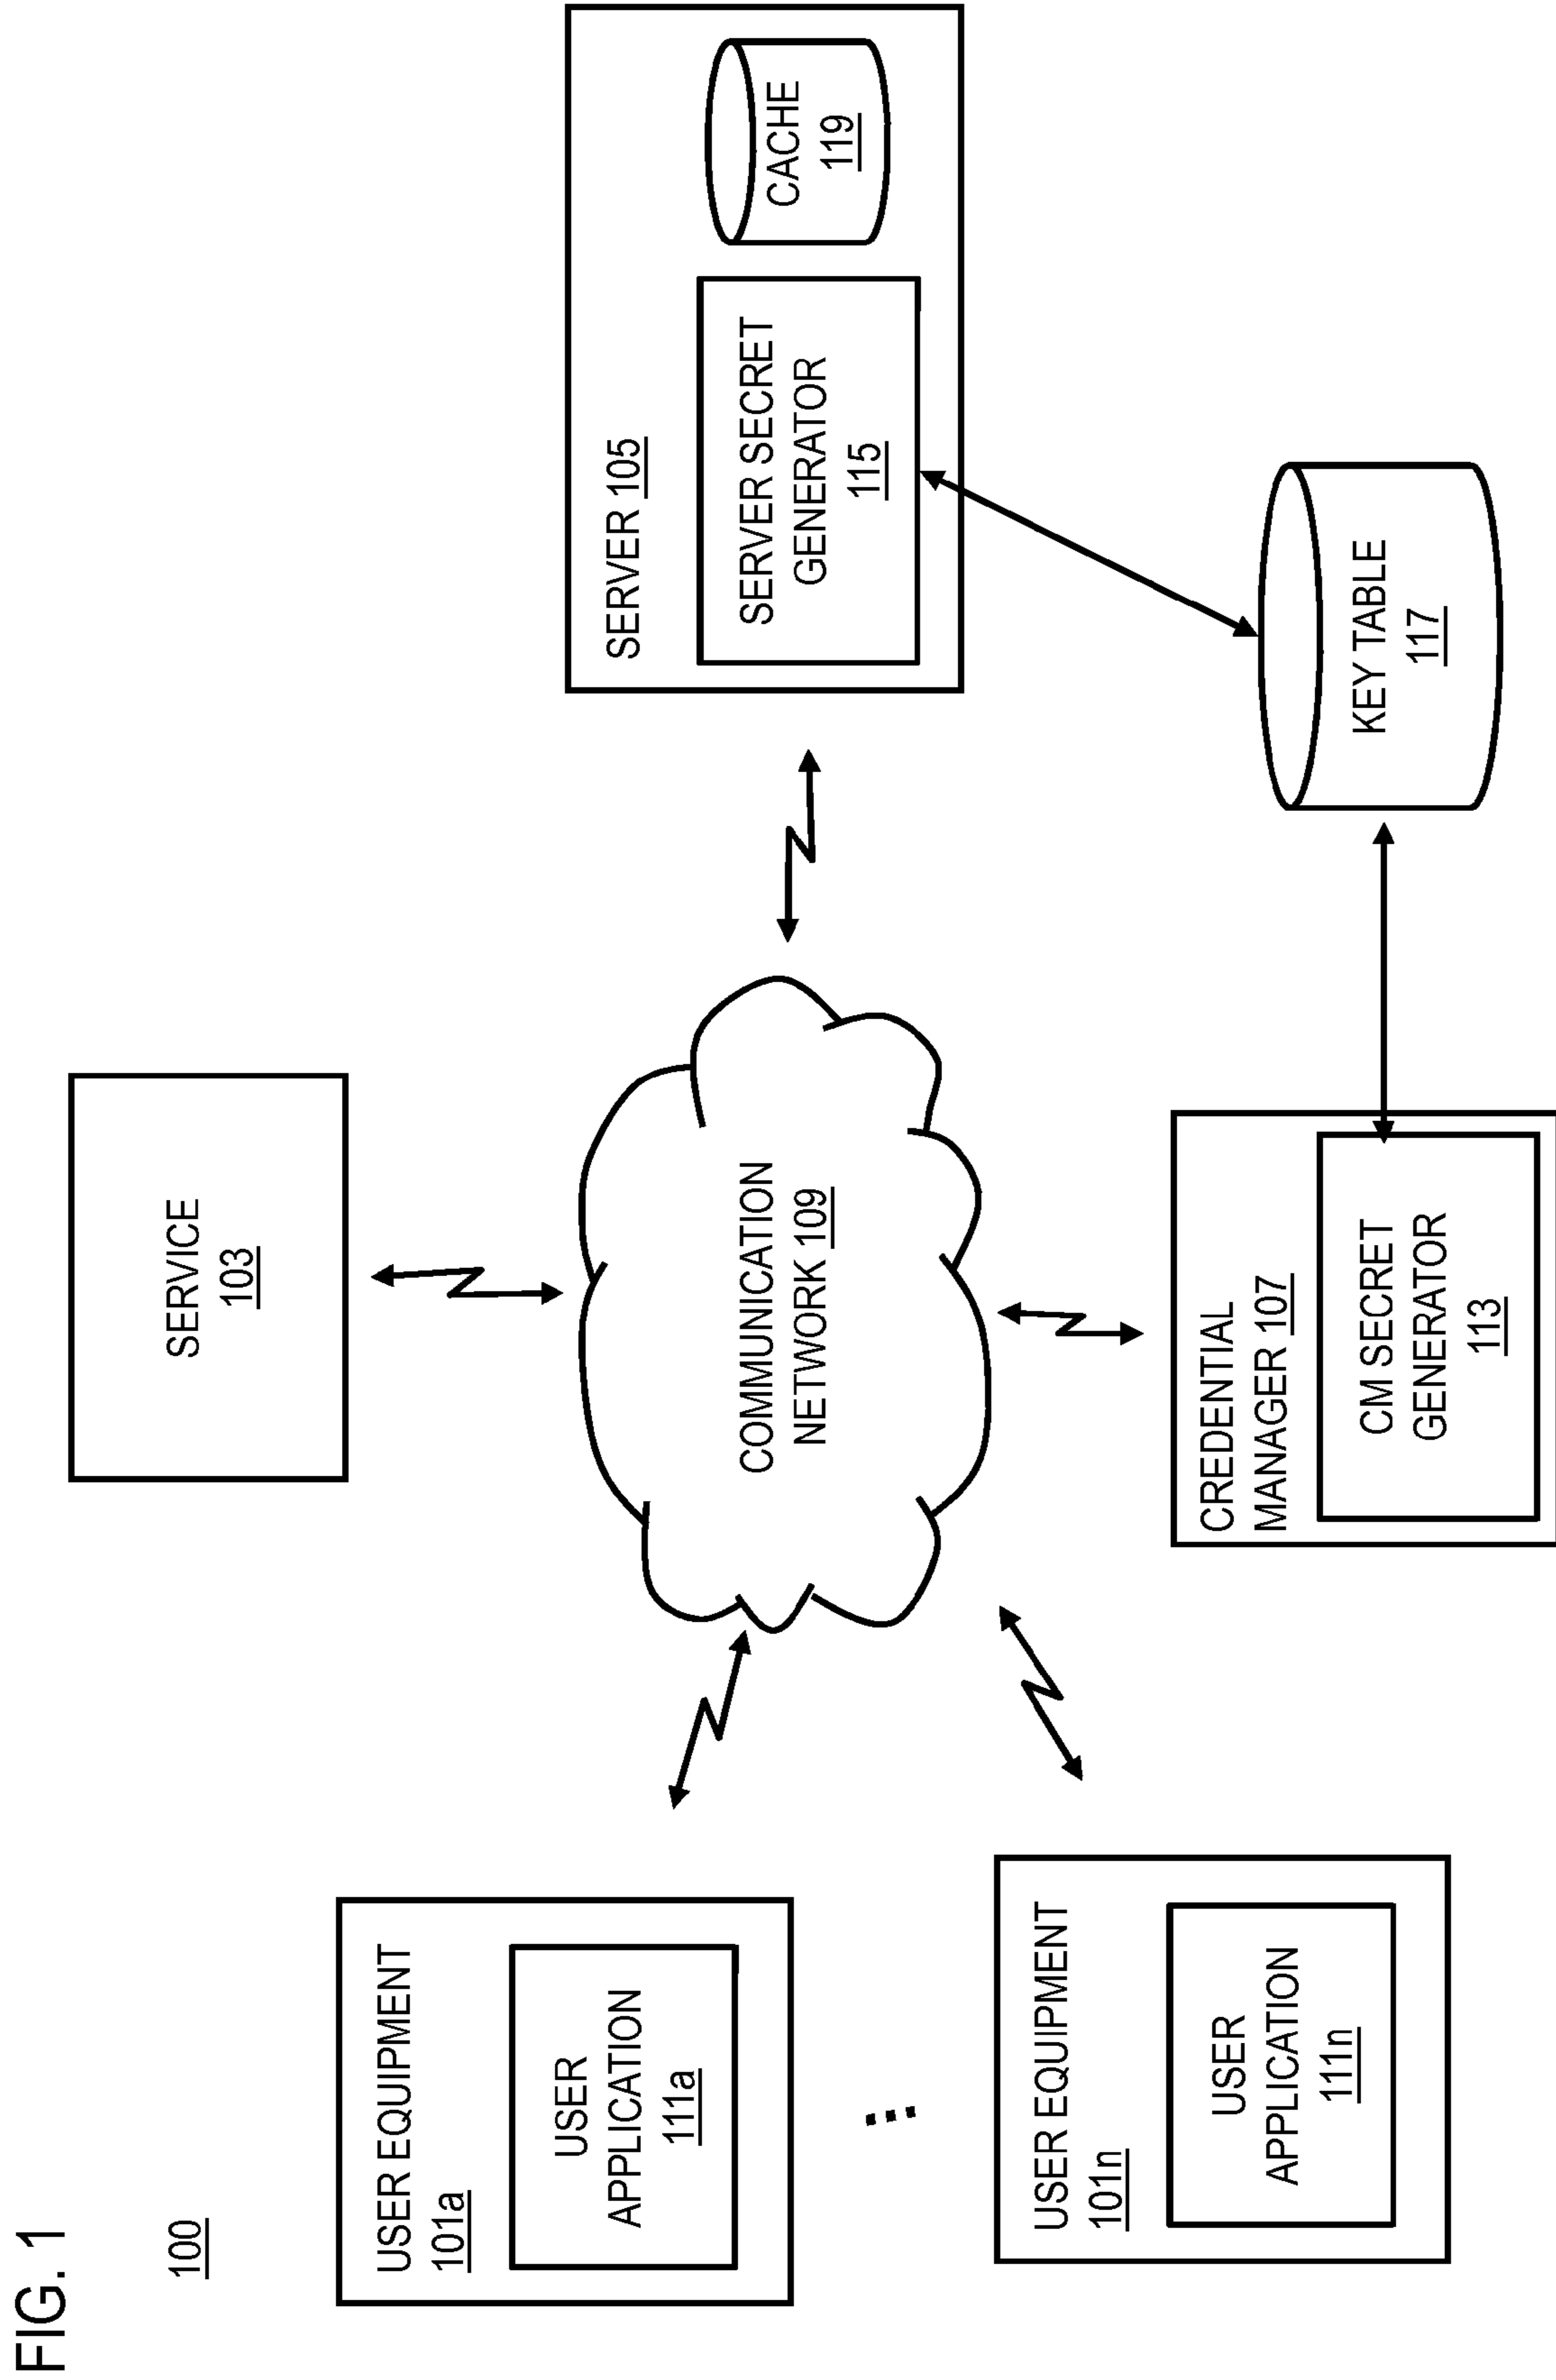 FIG. 1
100
SERVICE
103
USER EQUIPMENT
101a
USER
APPLICATION
111a
COMMUNICATION
NETWORK 109
SERVER 105
SERVER SECRET
GENERATOR
115
CACHE
119
USER EQUIPMENT
101n
USER
APPLICATION
111n
CREDENTIAL
MANAGER 107
CM SECRET
GENERATOR
113
KEY TABLE
117